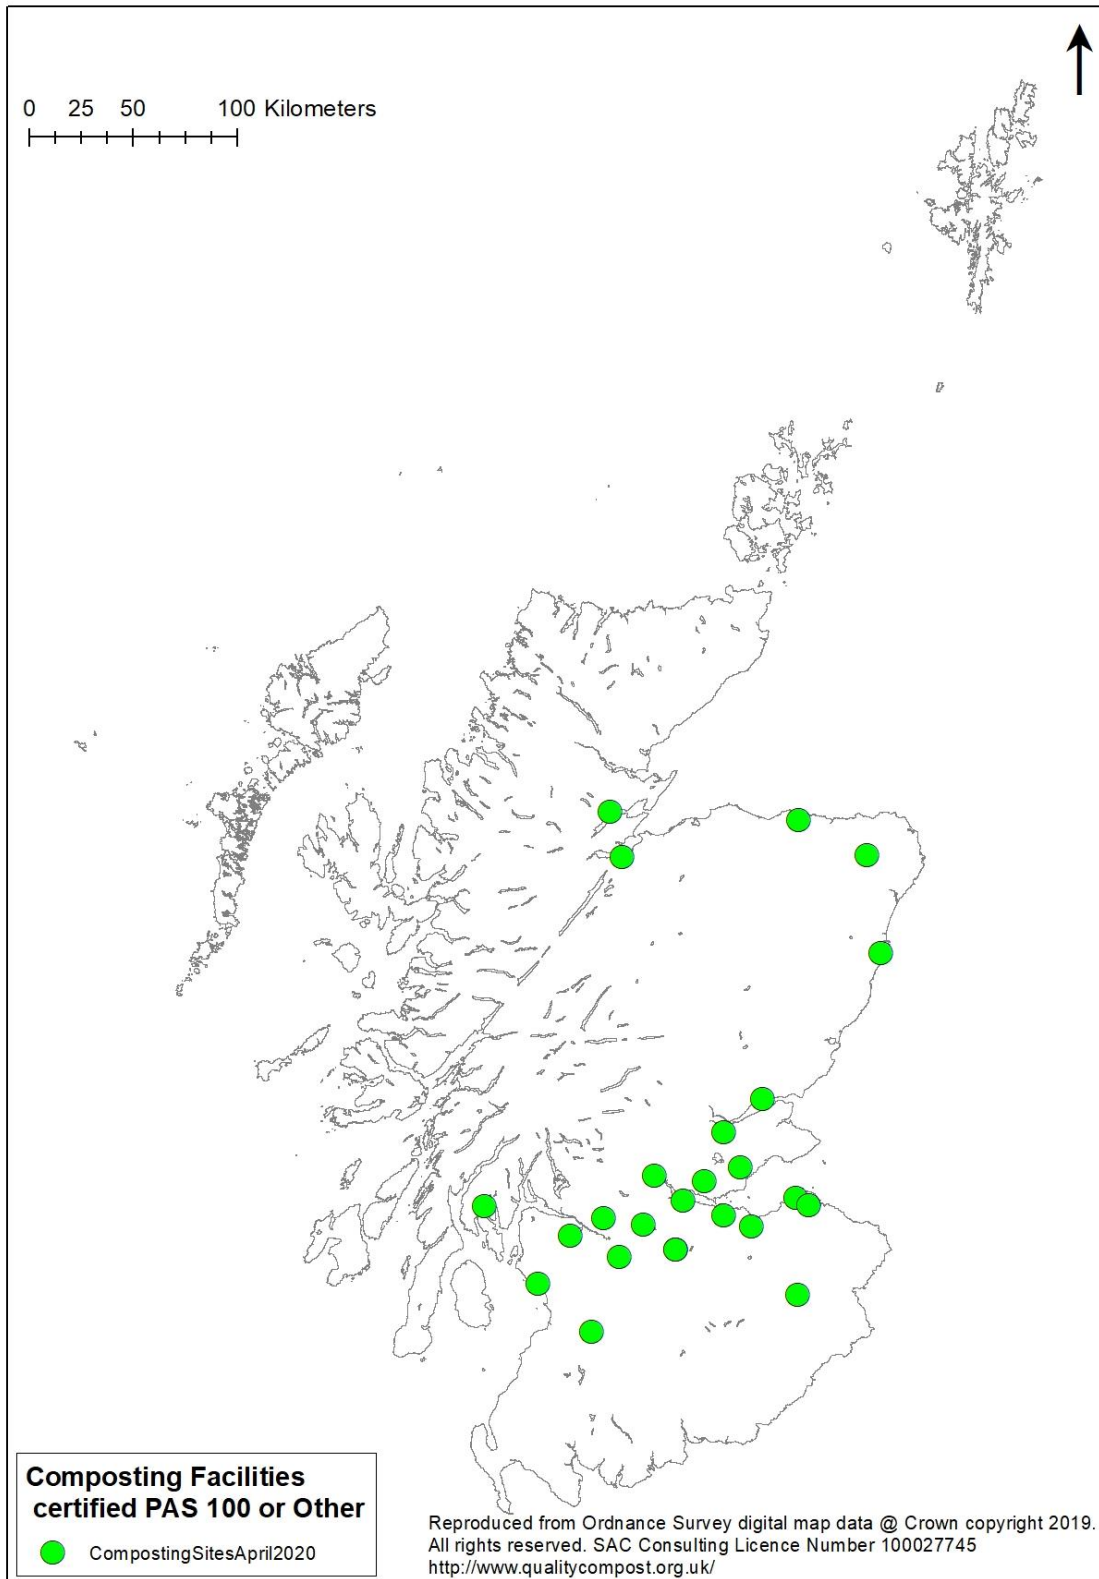 0 25 50 100 Kilometers
Composting Facilities
certified PAS 100 or Other
CompostingSitesApril2020
Reproduced from Ordnance Survey digital map data @ Crown copyright 2019.
All rights reserved. SAC Consulting Licence Number 100027745
http://www.qualitycompost.org.uk/